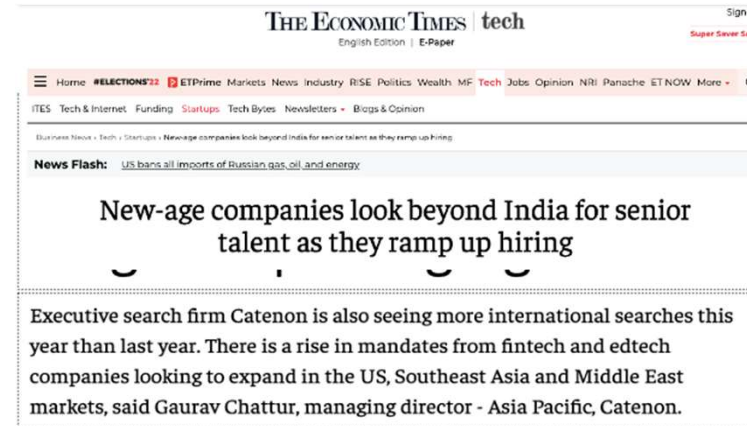 THE ECONOMIC TIMES | tech
English Edition | E-Paper
Sign
Super Saver S
Home #ELECTIONS'22 ETPrime Markets News Industry RISE Politics Wealth MF Tech Jobs Opinion NRI Panache ET NOW More
ITES Tech & Internet Funding Startups Tech Bytes Newsletters Blogs & Opinion
Business News › Tech › Startups › New-age companies look beyond India for senior talent as they ramp up hiring
News Flash: US bans all imports of Russian gas, oil, and energy
New-age companies look beyond India for senior
talent as they ramp up hiring
Executive search firm Catenon is also seeing more international searches this
year than last year. There is a rise in mandates from fintech and edtech
companies looking to expand in the US, Southeast Asia and Middle East
markets, said Gaurav Chattur, managing director - Asia Pacific, Catenon.